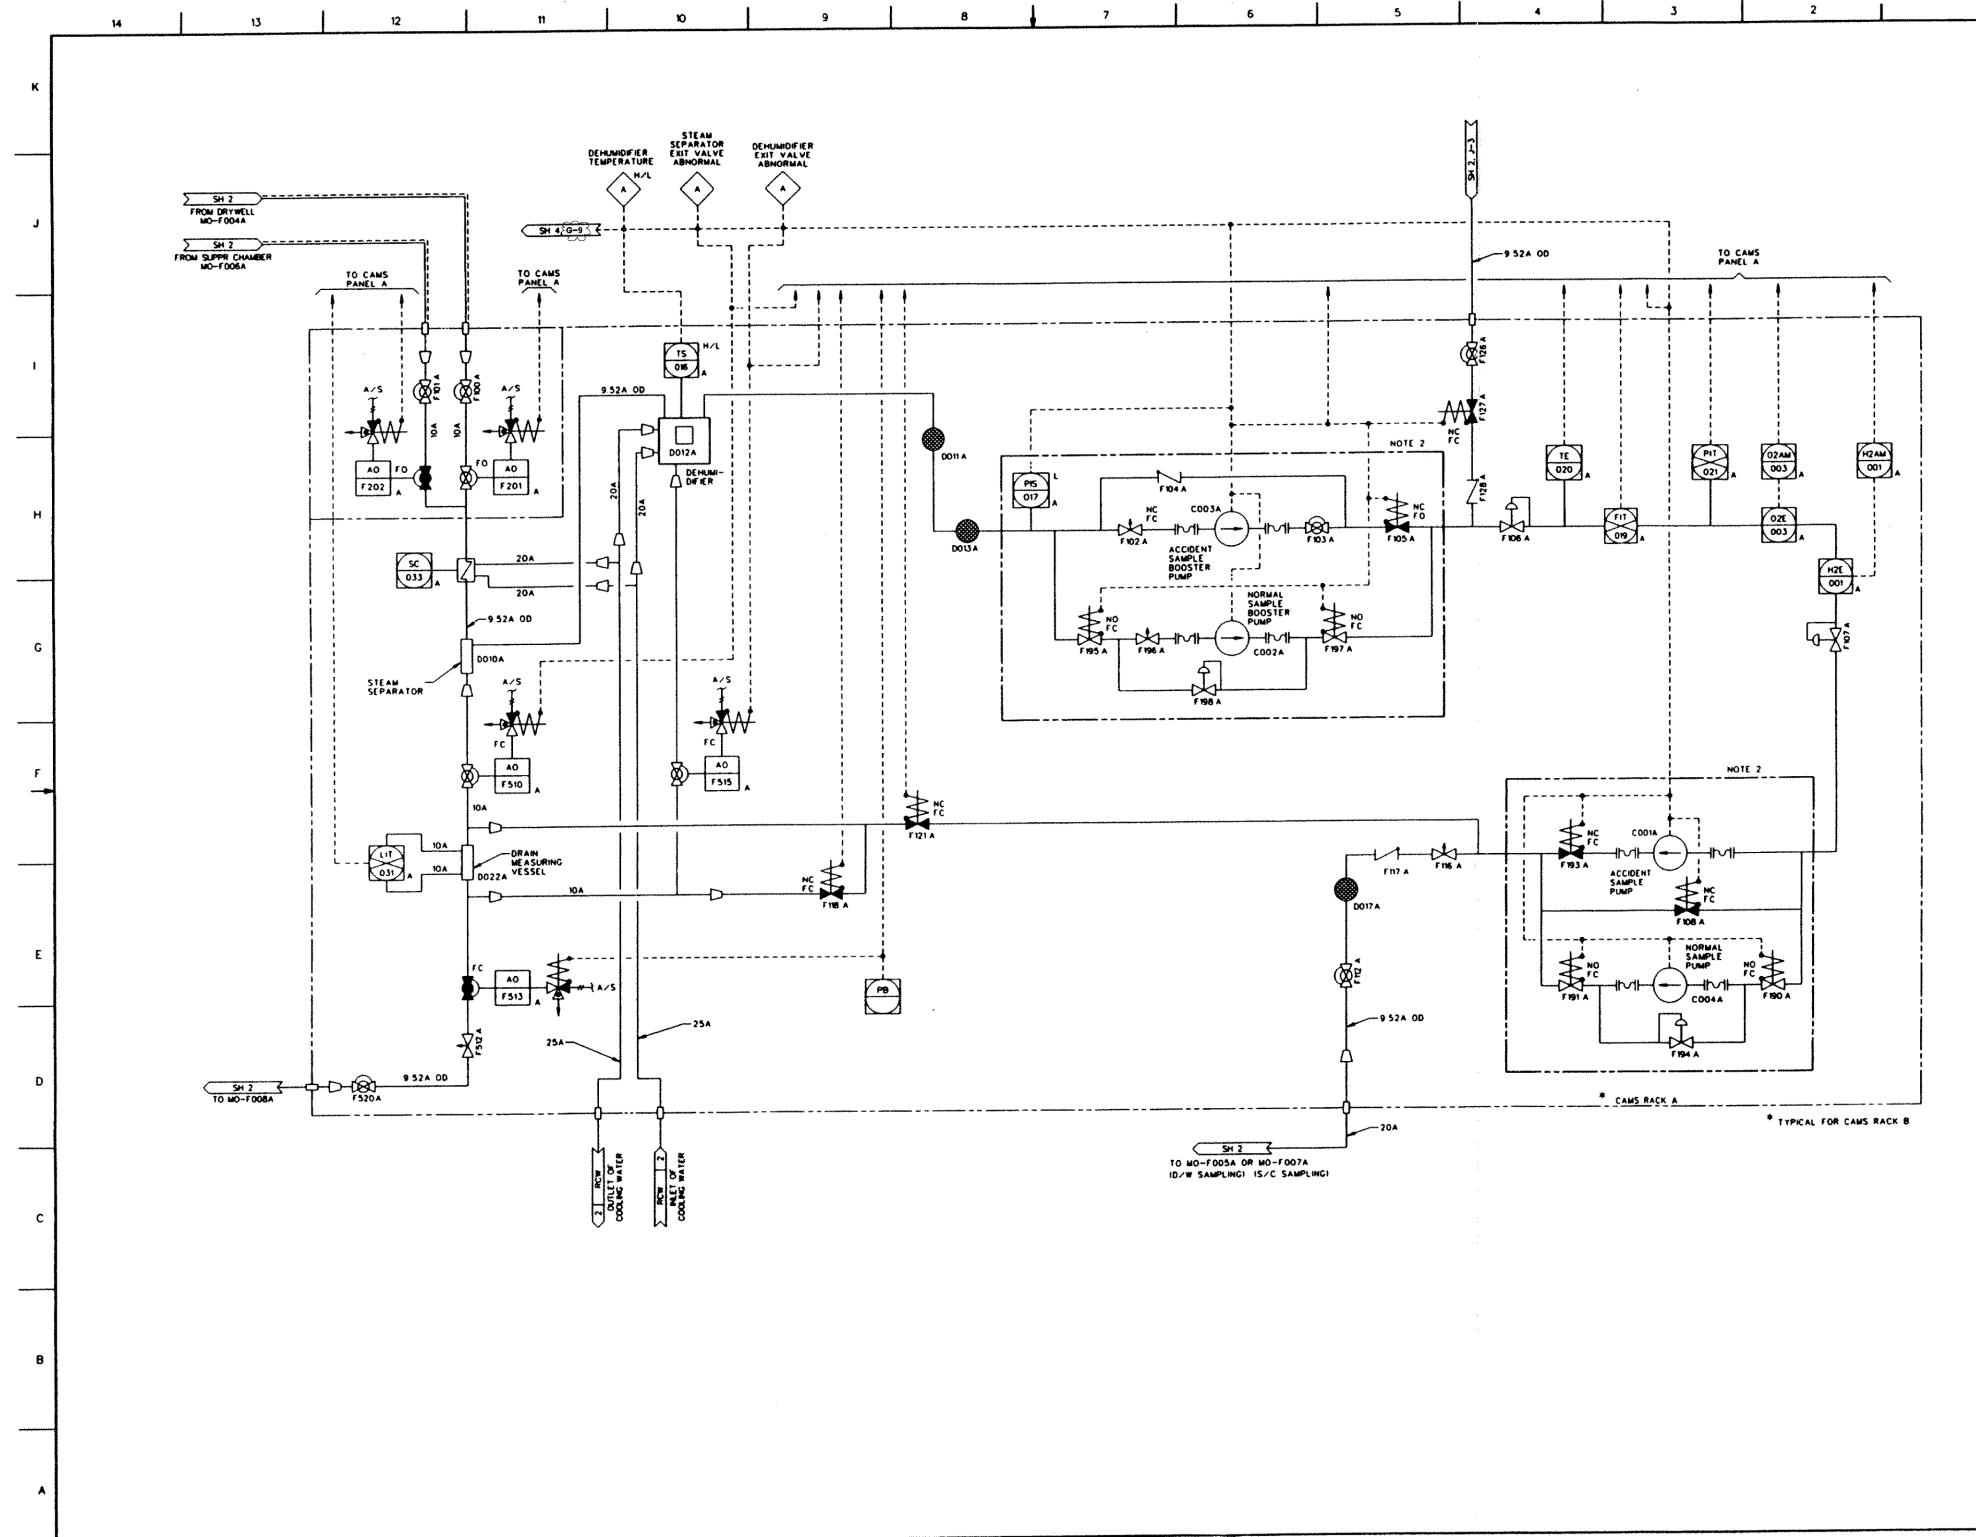 14 13 12 11 10 9 8 7 6 5 4 3 2
K
J
I
H
G
F
E
D
C
B
A
DEHUMIDIFIER
TEMPERATURE
H/L
A
STEAM
SEPARATOR
EXIT VALVE
ABNORMAL
A
DEHUMIDIFIER
EXIT VALVE
ABNORMAL
A
SH 2, J-3
SH 2
FROM DRYWELL
MO-F004A
SH 2
FROM SUPPR CHAMBER
MO-F006A
SH 4, G-9
9.52A OD
TO CAMS
PANEL A
TO CAMS
PANEL A
TO CAMS
PANEL A
TS
016
H/L
A
F101 A
F100 A
A/S
A/S
10A
10A
9.52A OD
F126 A
F127 A
NC
FC
F128 A
AO
F202
FO
A
FO
AO
F201
A
D012A
DEHUMI-
DIFIER
20A
20A
D011A
D013A
NOTE 2
PIS
017
L
A
F104 A
NC
FC
F102 A
C003A
ACCIDENT
SAMPLE
BOOSTER
PUMP
F103 A
NC
FO
F105 A
F106 A
TE
020
A
FIT
019
A
PIT
021
A
O2AM
003
A
O2E
003
A
H2AM
001
A
H2E
001
A
F107 A
SC
033
A
20A
20A
9.52A OD
D010A
STEAM
SEPARATOR
NO
FC
F195 A
F196 A
NORMAL
SAMPLE
BOOSTER
PUMP
C002A
NO
FC
F197 A
F198 A
A/S
FC
AO
F510
A
A/S
FC
AO
F515
A
10A
NC
FC
F121 A
LIT
031
A
10A
10A
DRAIN
MEASURING
VESSEL
D022A
10A
NC
FC
F118 A
F117 A
F116 A
D017A
F112 A
NOTE 2
NC
FC
F193 A
C001A
ACCIDENT
SAMPLE
PUMP
NC
FC
F108 A
NO
FC
F191 A
NORMAL
SAMPLE
PUMP
C004A
NO
FC
F190 A
F194 A
FC
AO
F513
A
A/S
PB
F512 A
25A
25A
9.52A OD
9.52A OD
SH 2
TO MO-F008A
F520A
* CAMS RACK A
* TYPICAL FOR CAMS RACK B
20A
SH 2
TO MO-F005A OR MO-F007A
(D/W SAMPLING) (S/C SAMPLING)
2 RCW
OUTLET OF
COOLING WATER
RCW 2
INLET OF
COOLING WATER